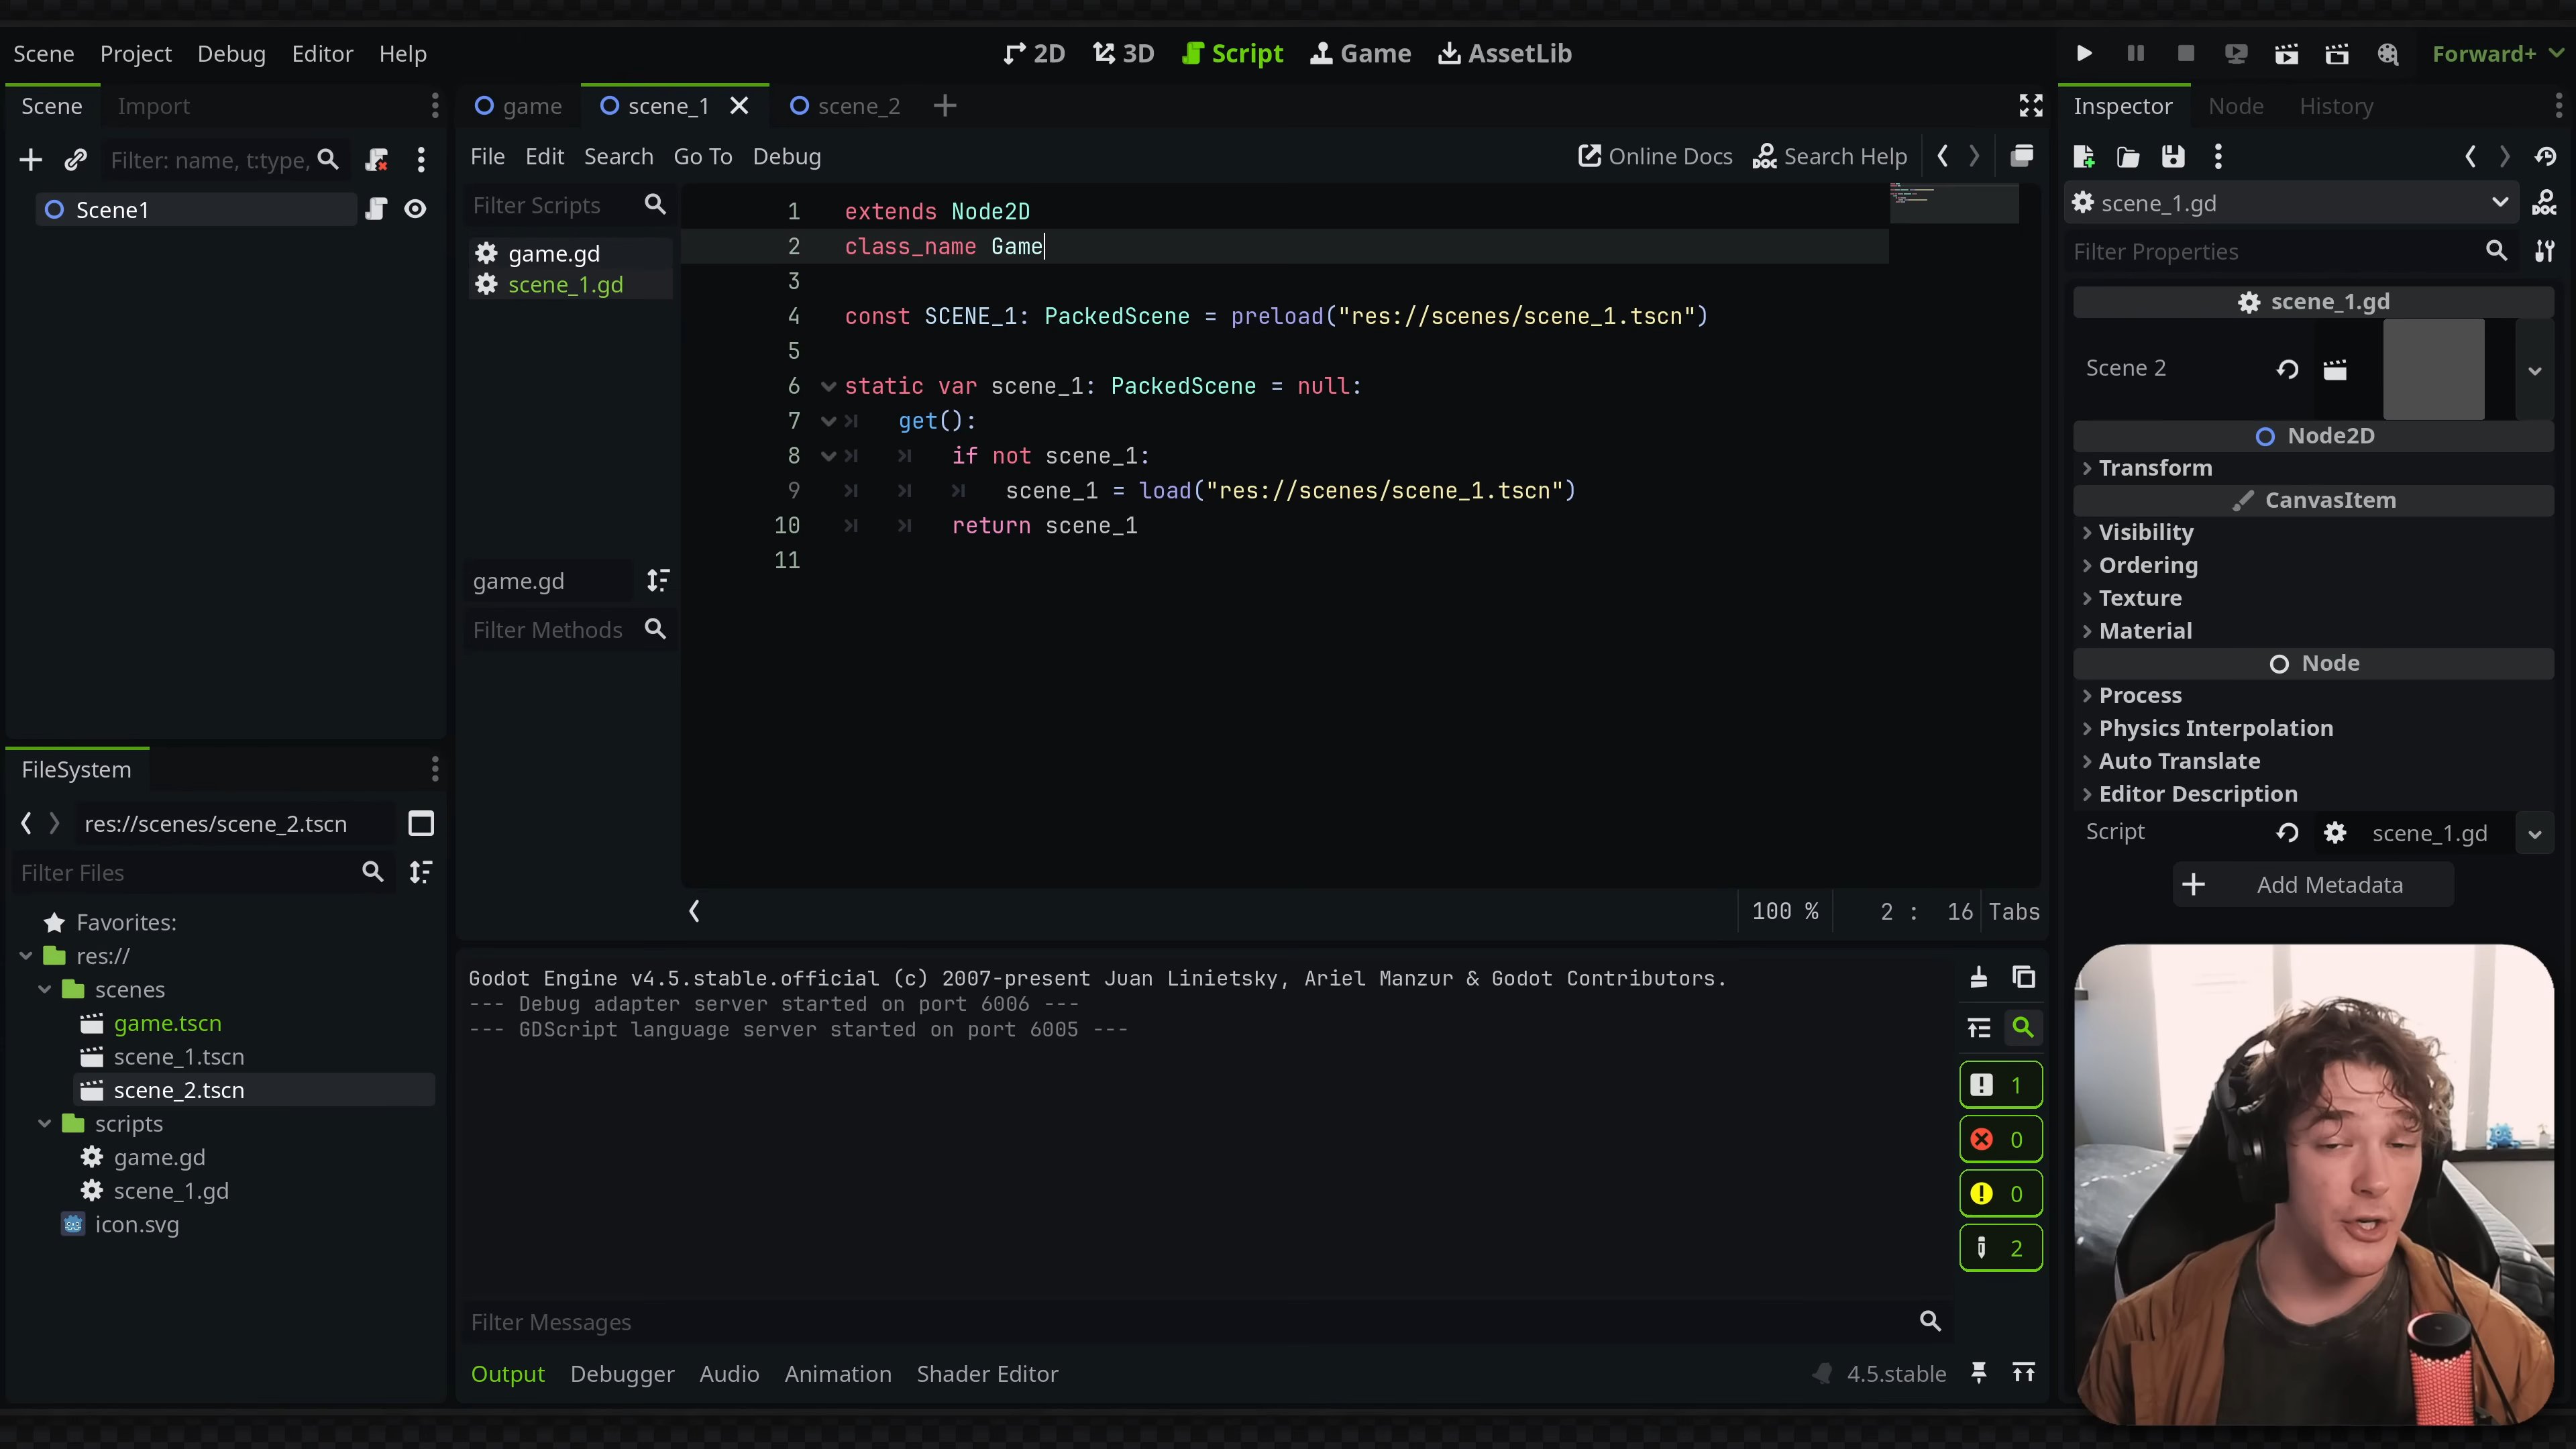 Scene Project Debug Editor Help
2D 3D Script Game AssetLib
Forward+
Scene Import
Filter: name, t:type,
Scene1
game scene_1 scene_2
File Edit Search Go To Debug
Online Docs Search Help
Filter Scripts
game.gd
scene_1.gd
game.gd
Filter Methods
1 extends Node2D
2 class_name Game
3
4 const SCENE_1: PackedScene = preload("res://scenes/scene_1.tscn")
5
6 static var scene_1: PackedScene = null:
7 get():
8 if not scene_1:
9 scene_1 = load("res://scenes/scene_1.tscn")
10 return scene_1
11
100 % 2 : 16 Tabs
Godot Engine v4.5.stable.official (c) 2007-present Juan Linietsky, Ariel Manzur & Godot Contributors.
--- Debug adapter server started on port 6006 ---
--- GDScript language server started on port 6005 ---
1
0
0
2
Filter Messages
Output Debugger Audio Animation Shader Editor
4.5.stable
FileSystem
res://scenes/scene_2.tscn
Filter Files
Favorites:
res://
scenes
game.tscn
scene_1.tscn
scene_2.tscn
scripts
game.gd
scene_1.gd
icon.svg
Inspector Node History
scene_1.gd
DOC
Filter Properties
scene_1.gd
Scene 2
Node2D
Transform
CanvasItem
Visibility
Ordering
Texture
Material
Node
Process
Physics Interpolation
Auto Translate
Editor Description
Script scene_1.gd
Add Metadata